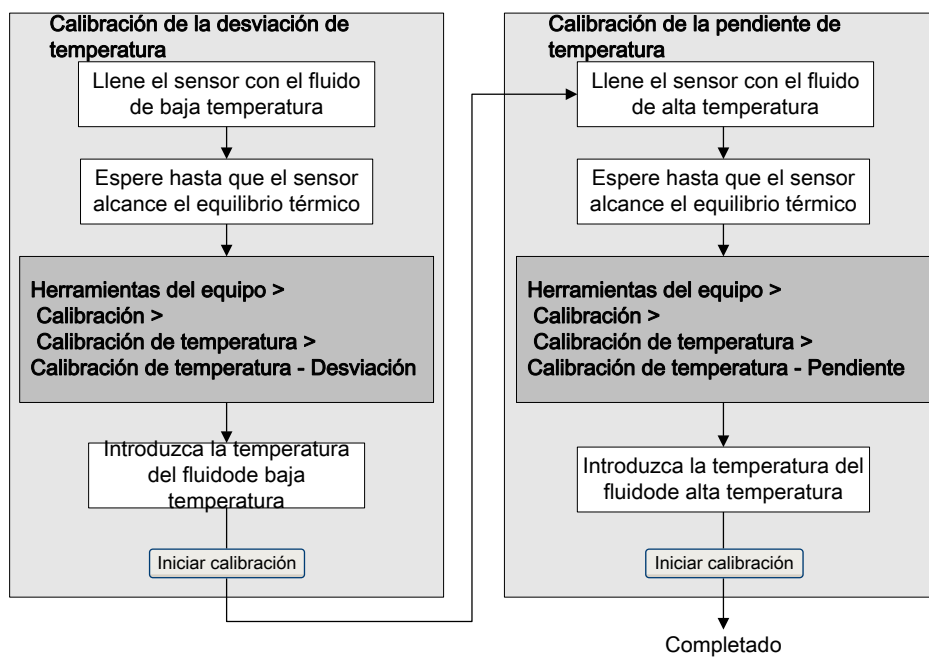 Calibración de la desviación de
temperatura
Llene el sensor con el fluido
de baja temperatura
Espere hasta que el sensor
alcance el equilibrio térmico
Herramientas del equipo >
Calibración >
Calibración de temperatura >
Calibración de temperatura - Desviación
Introduzca la temperatura
del fluidode baja
temperatura
Iniciar calibración
Calibración de la pendiente de
temperatura
Llene el sensor con el fluido
de alta temperatura
Espere hasta que el sensor
alcance el equilibrio térmico
Herramientas del equipo >
Calibración >
Calibración de temperatura >
Calibración de temperatura - Pendiente
Introduzca la temperatura del
fluidode alta temperatura
Iniciar calibración
Completado